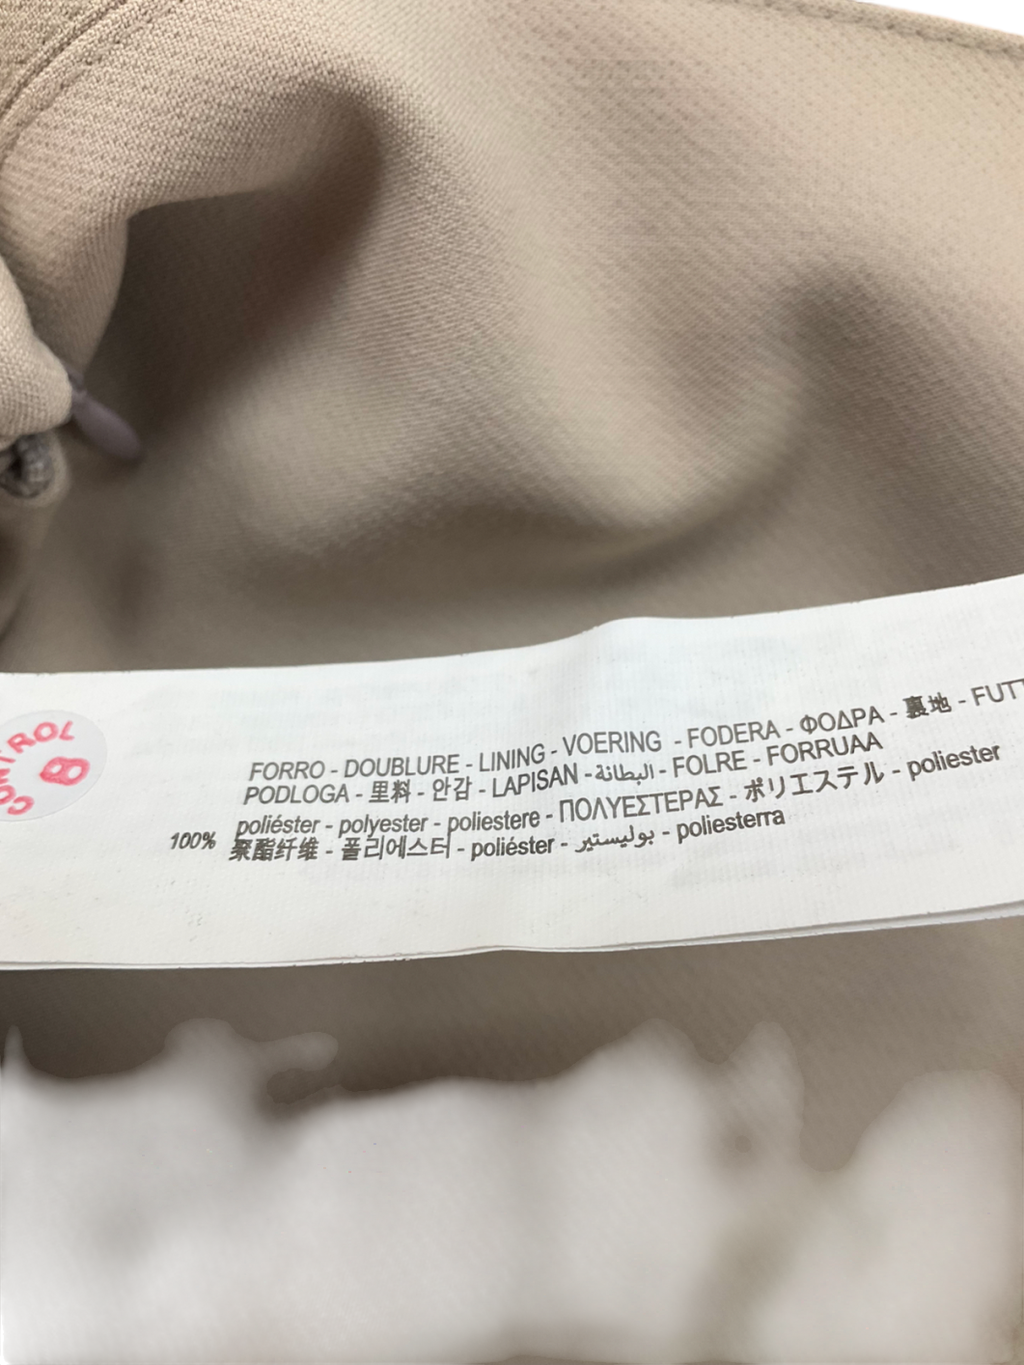 CONTROL
8
FORRO - DOUBLURE - LINING - VOERING - FODERA - ΦΟΔΡΑ - 裏地 - FUTT
PODLOGA - 里料 - 안감 - LAPISAN - البطانة - FOLRE - FORRUAA
100% poliéster - polyester - poliestere - ΠΟΛΥΕΣΤΕΡΑΣ - ポリエステル - poliester
聚酯纤维 - 폴리에스터 - poliéster - بوليستير - poliesterra